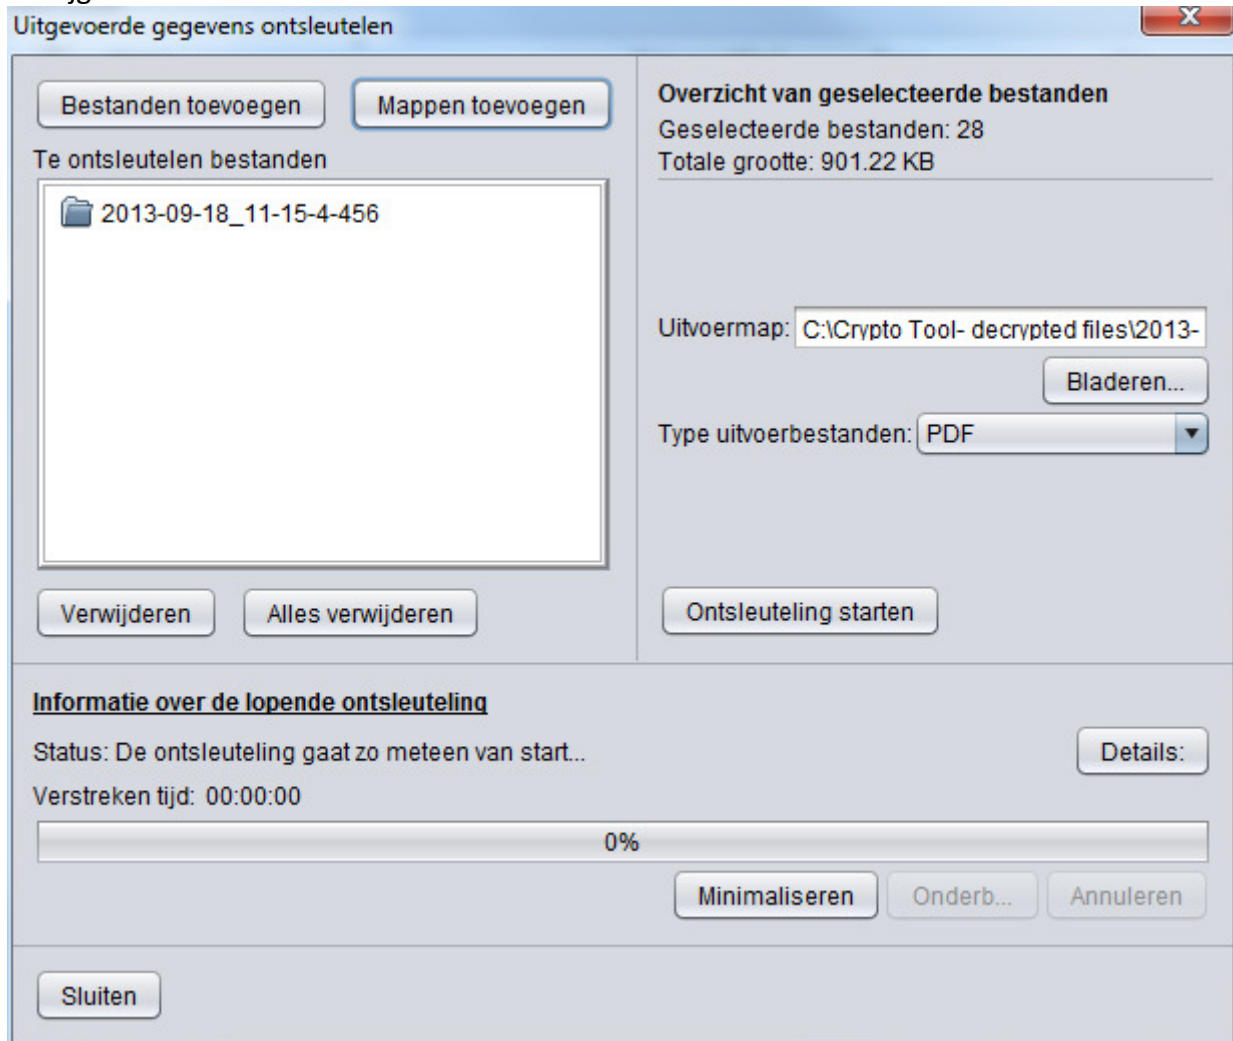 Uitgevoerde gegevens ontsleutelen
Bestanden toevoegen
Mappen toevoegen
Te ontsleutelen bestanden
2013-09-18_11-15-4-456
Verwijderen
Alles verwijderen
Overzicht van geselecteerde bestanden
Geselecteerde bestanden: 28
Totale grootte: 901.22 KB
Uitvoermap: C:\Crypto Tool- decrypted files\2013-
Bladeren...
Type uitvoerbestanden: PDF
Ontsleuteling starten
Informatie over de lopende ontsleuteling
Status: De ontsleuteling gaat zo meteen van start...
Details:
Verstreken tijd: 00:00:00
0%
Minimaliseren
Onderb...
Annuleren
Sluiten